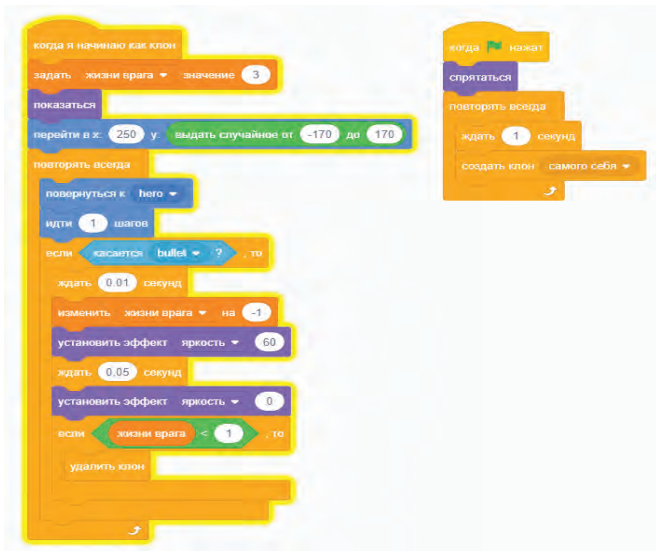 когда я начинаю как клон
задать жизни врага значение 3
показаться
перейти в x: 250 y: выдать случайное от -170 до 170
повторять всегда
повернуться к hero
идти 1 шагов
если касается bullet ? , то
ждать 0.01 секунд
изменить жизни врага на -1
установить эффект яркость 60
ждать 0.05 секунд
установить эффект яркость 0
если жизни врага < 1 , то
удалить клон
когда нажат
спрятаться
повторять всегда
ждать 1 секунд
создать клон самого себя